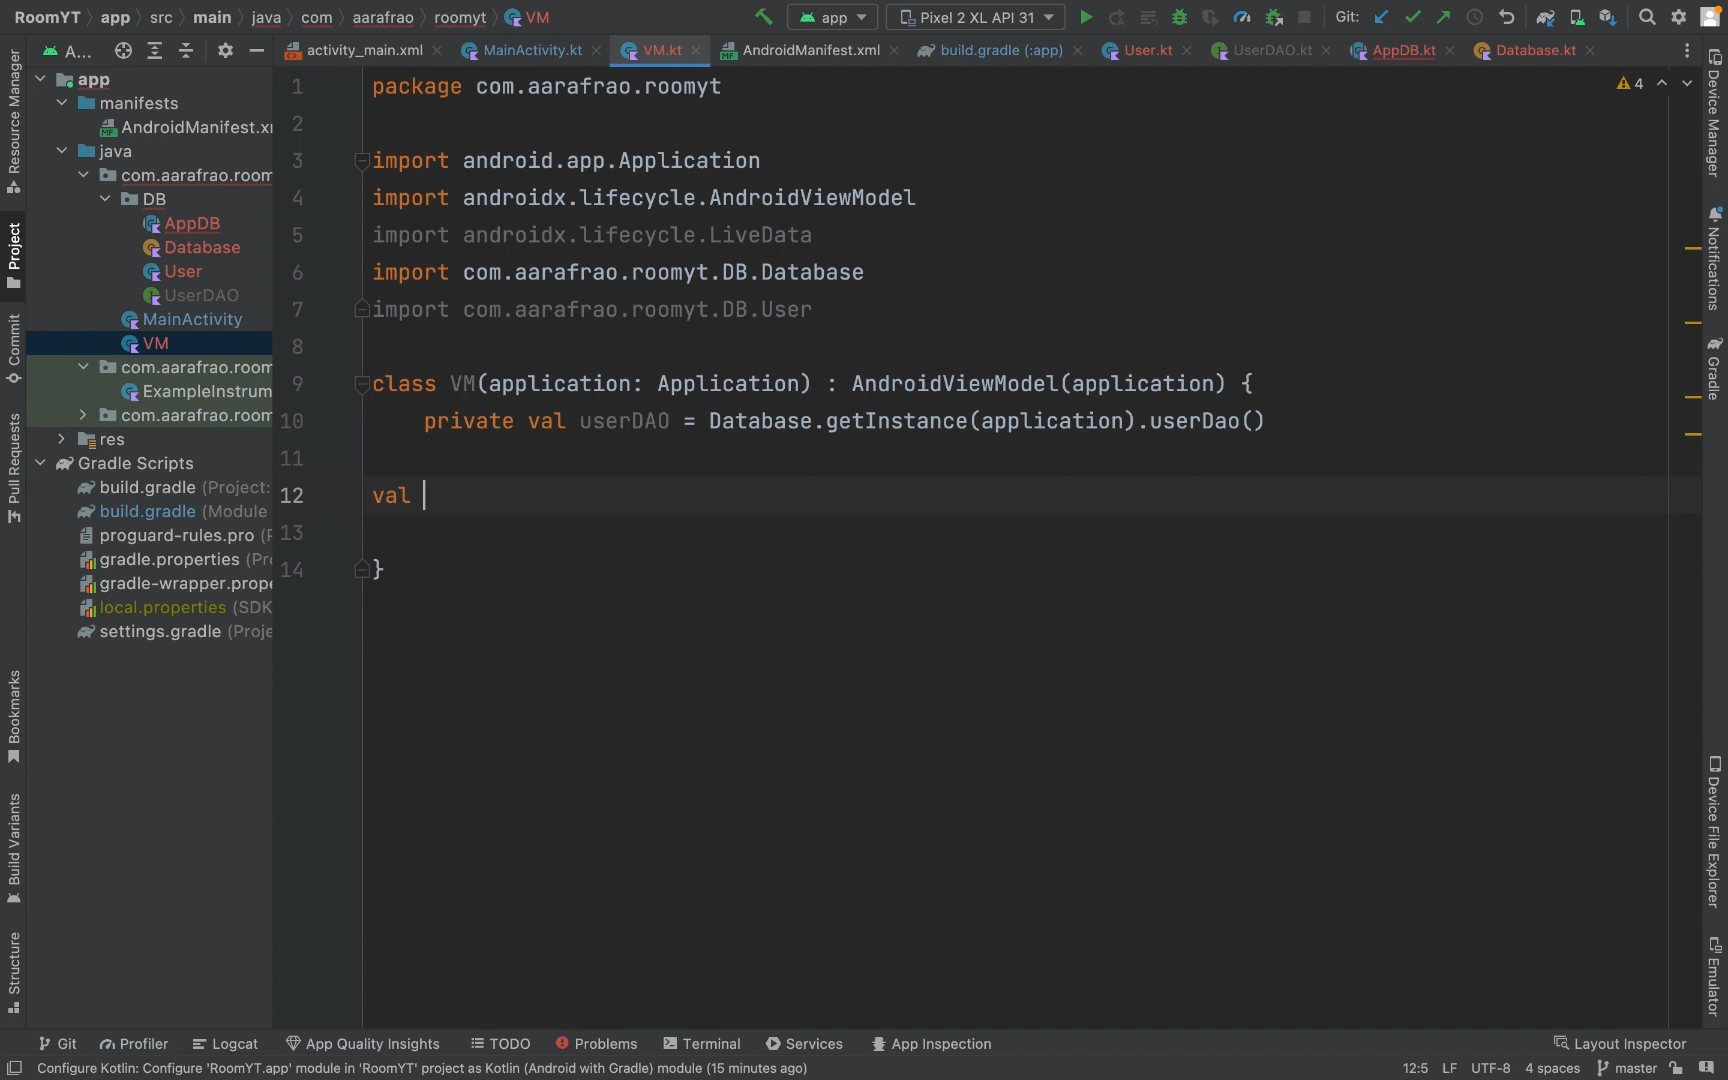 RoomYT app src main java com aarafrao roomyt VM
app Pixel 2 XL API 31 Git:
A...
activity_main.xml MainActivity.kt VM.kt AndroidManifest.xml build.gradle (:app) User.kt UserDAO.kt AppDB.kt Database.kt
Resource Manager
Project
Commit
Pull Requests
Bookmarks
Build Variants
Structure
app
manifests
AndroidManifest.xm
java
com.aarafrao.room
DB
AppDB
Database
User
UserDAO
MainActivity
VM
com.aarafrao.room
ExampleInstrum
com.aarafrao.room
res
Gradle Scripts
build.gradle (Project:
build.gradle (Module
proguard-rules.pro (P
gradle.properties (Pro
gradle-wrapper.prope
local.properties (SDK
settings.gradle (Proje
1 package com.aarafrao.roomyt
2
3 import android.app.Application
4 import androidx.lifecycle.AndroidViewModel
5 import androidx.lifecycle.LiveData
6 import com.aarafrao.roomyt.DB.Database
7 import com.aarafrao.roomyt.DB.User
8
9 class VM(application: Application) : AndroidViewModel(application) {
10 private val userDAO = Database.getInstance(application).userDao()
11
12 val
13
14 }
4
Device Manager
Notifications
Gradle
Device File Explorer
Emulator
Git Profiler Logcat App Quality Insights TODO Problems Terminal Services App Inspection Layout Inspector
Configure Kotlin: Configure 'RoomYT.app' module in 'RoomYT' project as Kotlin (Android with Gradle) module (15 minutes ago) 12:5 LF UTF-8 4 spaces master